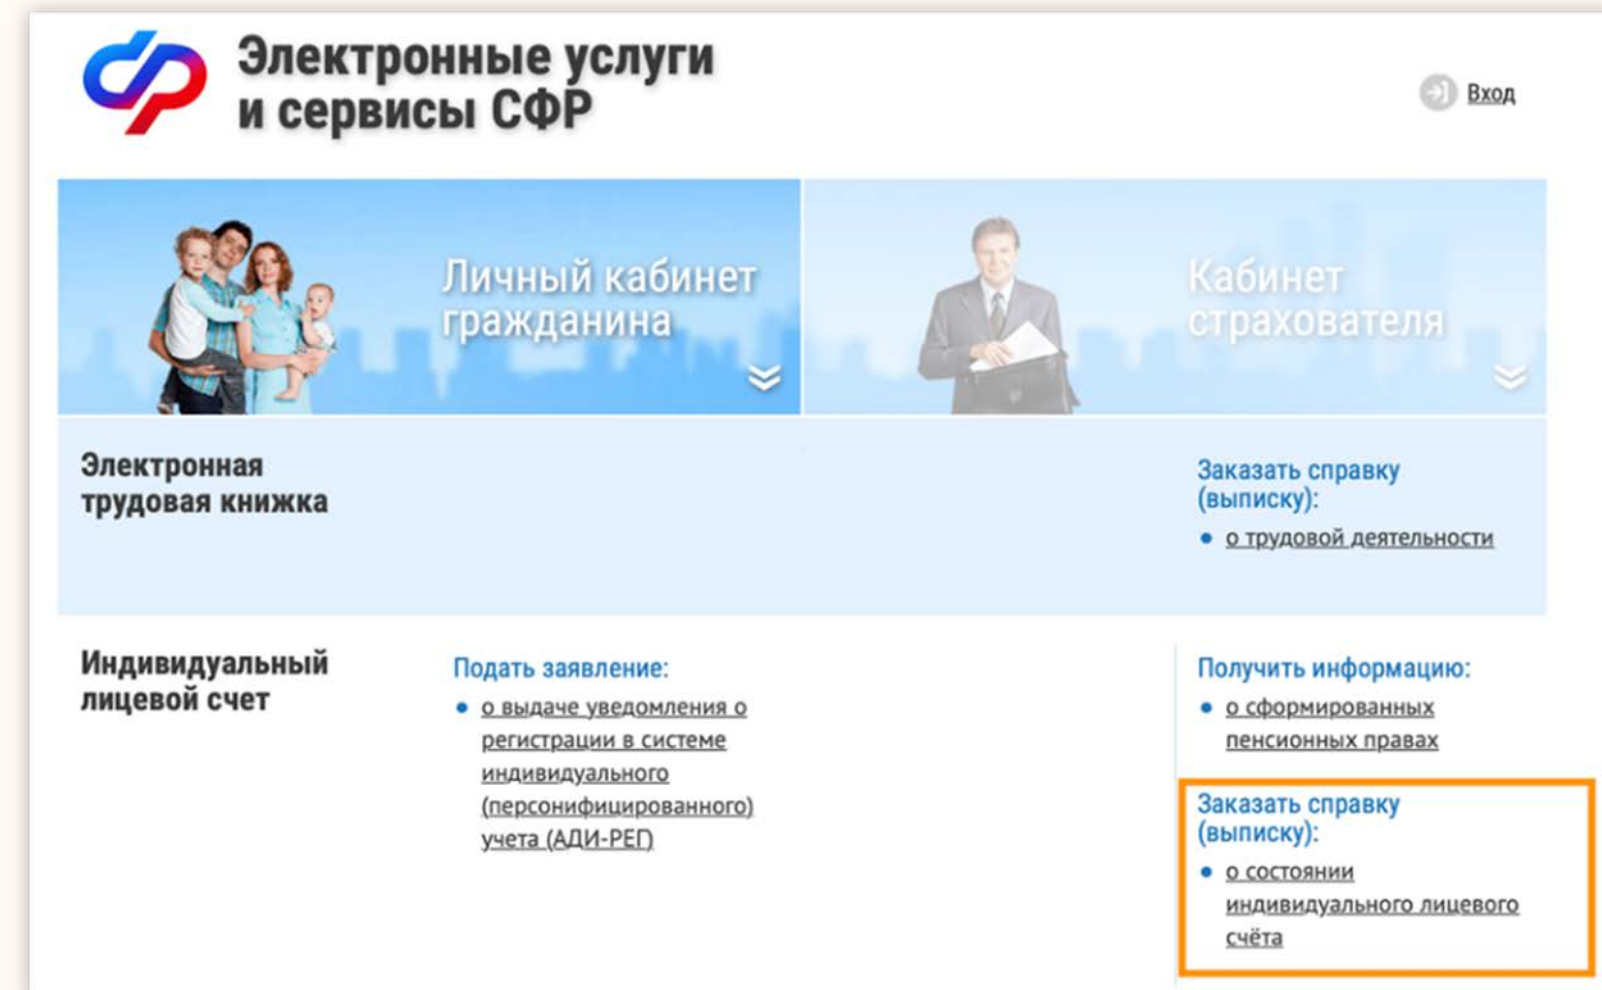 Электронные услуги
и сервисы СФР
Вход
Личный кабинет
гражданина
Кабинет
страхователя
Электронная
трудовая книжка
Заказать справку
(выписку):
о трудовой деятельности
Индивидуальный
лицевой счет
Подать заявление:
о выдаче уведомления о
регистрации в системе
индивидуального
(персонифицированного)
учета (АДИ-РЕГ)
Получить информацию:
о сформированных
пенсионных правах
Заказать справку
(выписку):
о состоянии
индивидуального лицевого
счёта